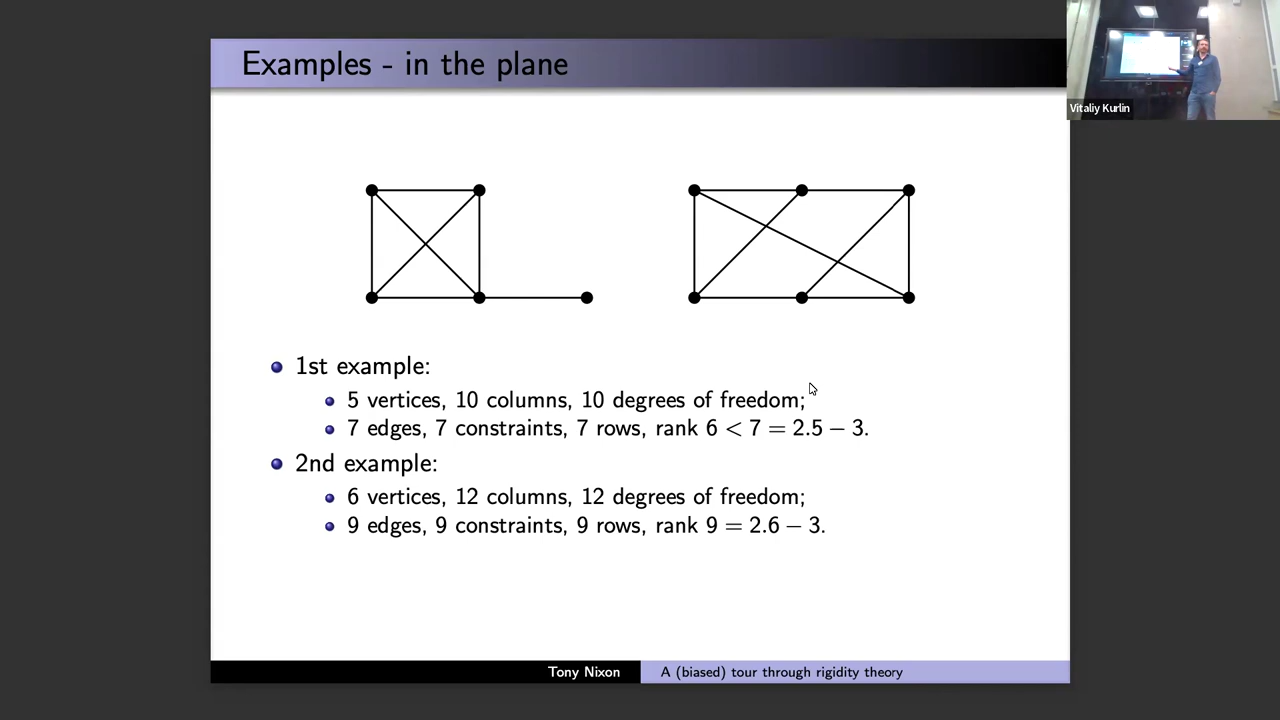 Examples - in the plane
Vitaliy Kurlin
1st example:
5 vertices, 10 columns, 10 degrees of freedom;
7 edges, 7 constraints, 7 rows, rank 6 < 7 = 2.5 − 3.
2nd example:
6 vertices, 12 columns, 12 degrees of freedom;
9 edges, 9 constraints, 9 rows, rank 9 = 2.6 − 3.
Tony Nixon
A (biased) tour through rigidity theory